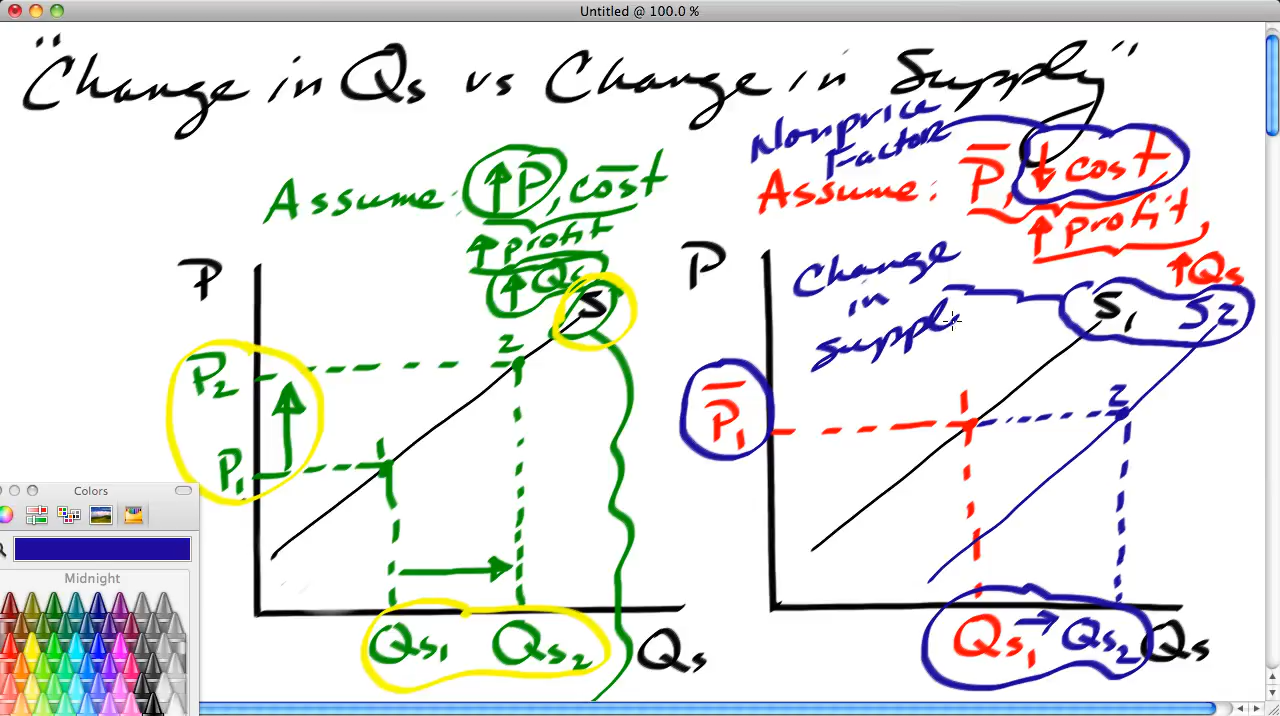 Untitled @ 100.0 %
"Change in Qs vs Change in Supply"
Nonprice
Factors
Assume: ↑P, cost
↑ profit
↑ Qs
Assume: P, ↓ cost
↑ profit,
↑Qs
P
S
P2
2
P1
1
Qs1 Qs2 Qs
P
Change
in
Supply
S1 S2
P1
1
2
Qs1 → Qs2 Qs
Colors
Midnight